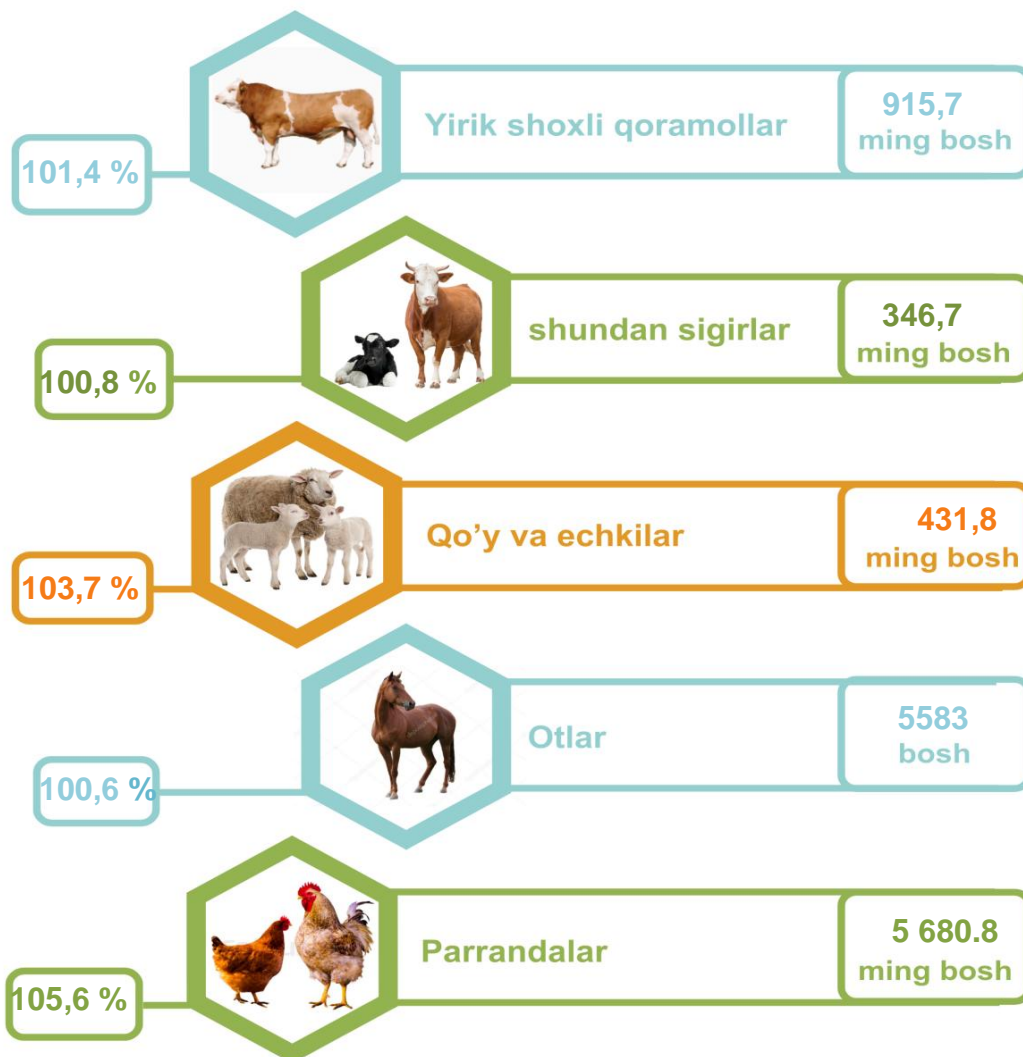 Yirik shoxli qoramollar
915,7
ming bosh
101,4 %
shundan sigirlar
346,7
ming bosh
100,8 %
Qo’y va echkilar
431,8
ming bosh
103,7 %
Otlar
5583
bosh
100,6 %
Parrandalar
5 680.8
ming bosh
105,6 %